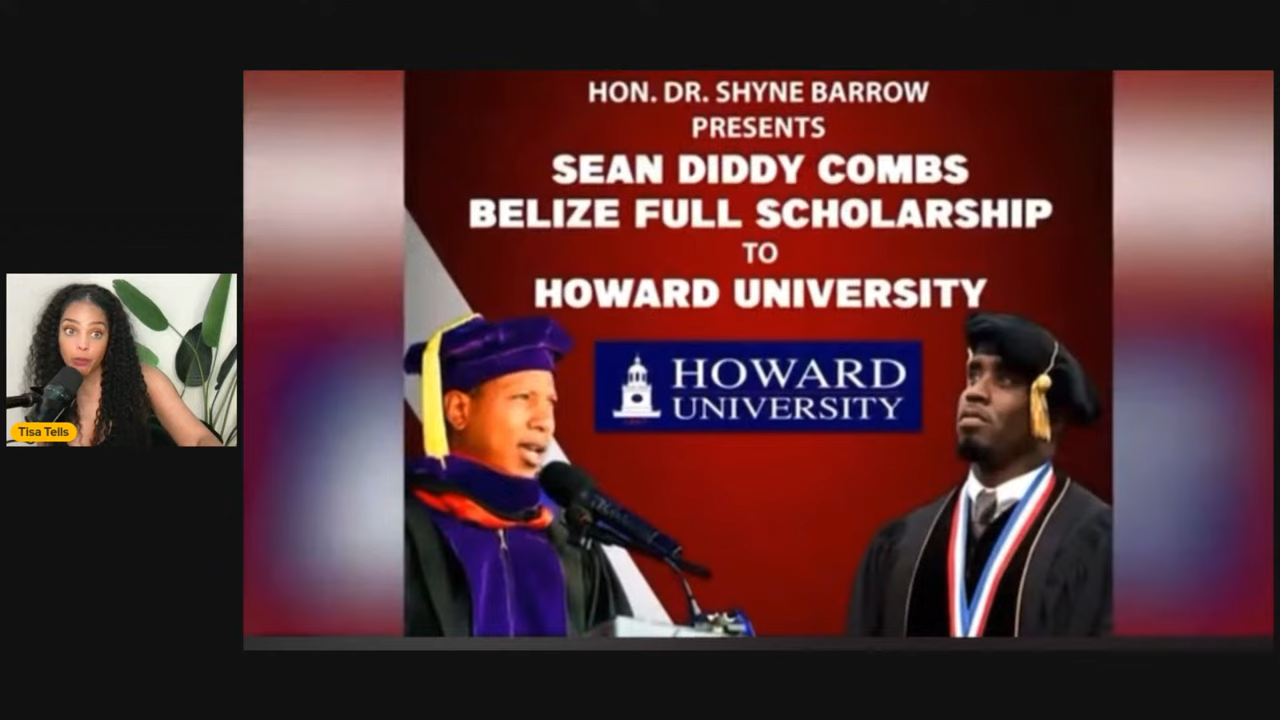 HON. DR. SHYNE BARROW
PRESENTS
SEAN DIDDY COMBS
BELIZE FULL SCHOLARSHIP
TO
HOWARD UNIVERSITY
HOWARD
UNIVERSITY
Tisa Tells